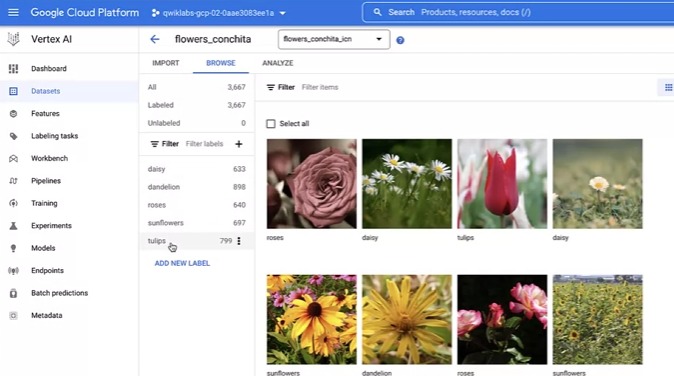 Google Cloud Platform
qwiklabs-gcp-02-0aae3083ee1a
Search Products, resources, docs (/)
Vertex AI
flowers_conchita
flowers_conchita_icn
Dashboard
Datasets
Features
Labeling tasks
Workbench
Pipelines
Training
Experiments
Models
Endpoints
Batch predictions
Metadata
IMPORT BROWSE ANALYZE
All 3,667
Labeled 3,667
Unlabeled 0
Filter Filter labels
daisy 633
dandelion 898
roses 640
sunflowers 697
tulips 799
ADD NEW LABEL
Filter Filter items
Select all
roses daisy tulips daisy
sunflowers dandelion roses sunflowers